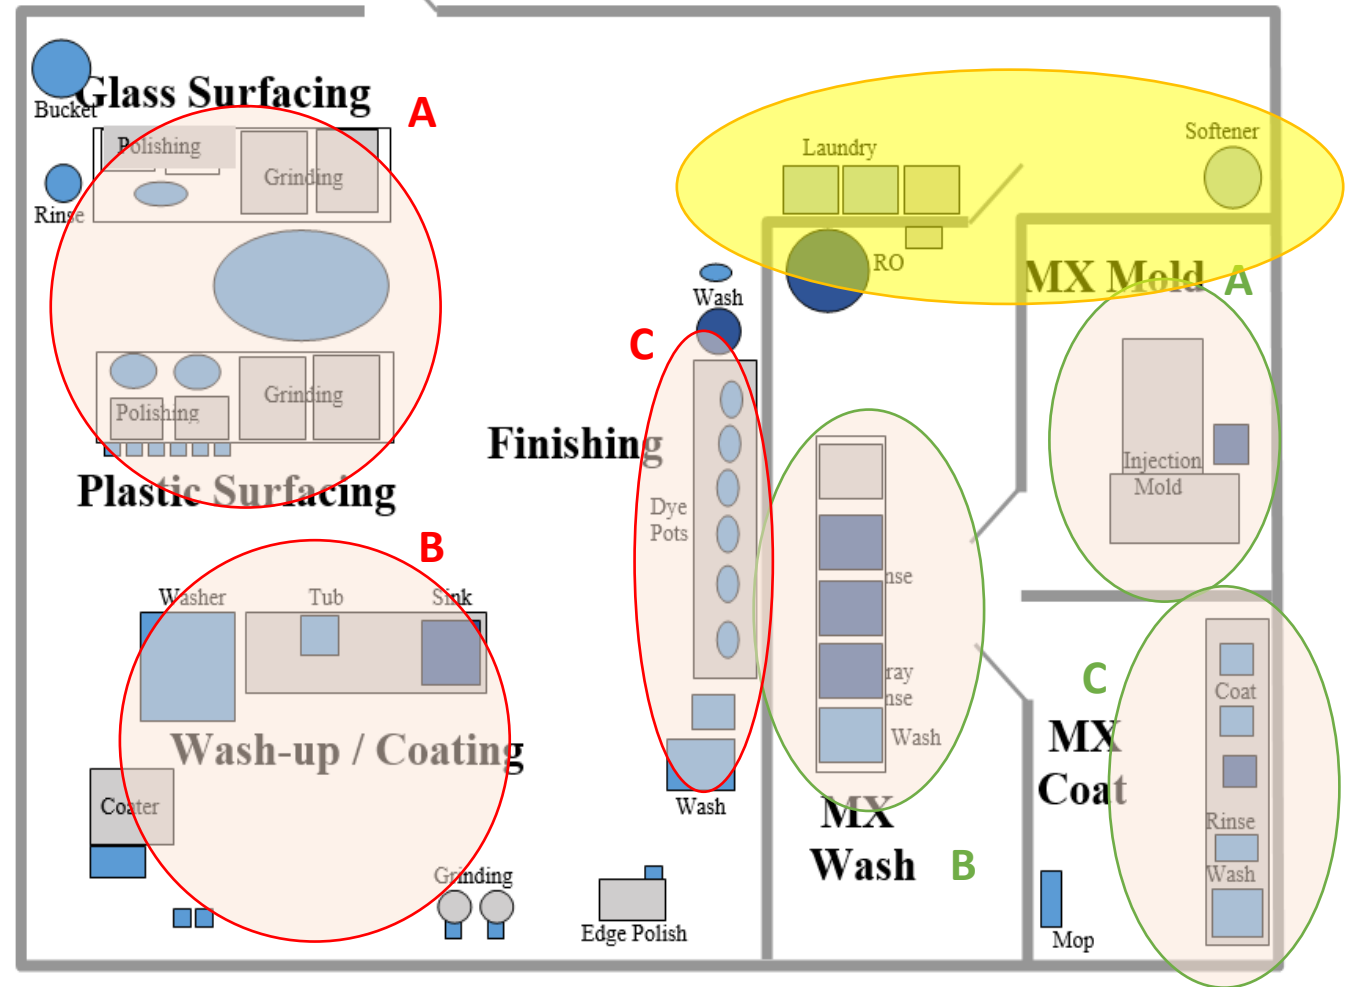 Glass Surfacing
A
Bucket
Polishing
Grinding
Rinse
Laundry
Softener
RO
MX Mold
A
Wash
C
Grinding
Polishing
Plastic Surfacing
Finishing
Dye
Pots
Injection
Mold
B
Washer
Tub
Sink
nse
ray
nse
Wash
C
Coat
MX
Coat
Wash-up / Coating
Coater
Wash
MX
Wash
B
Rinse
Wash
Grinding
Edge Polish
Mop